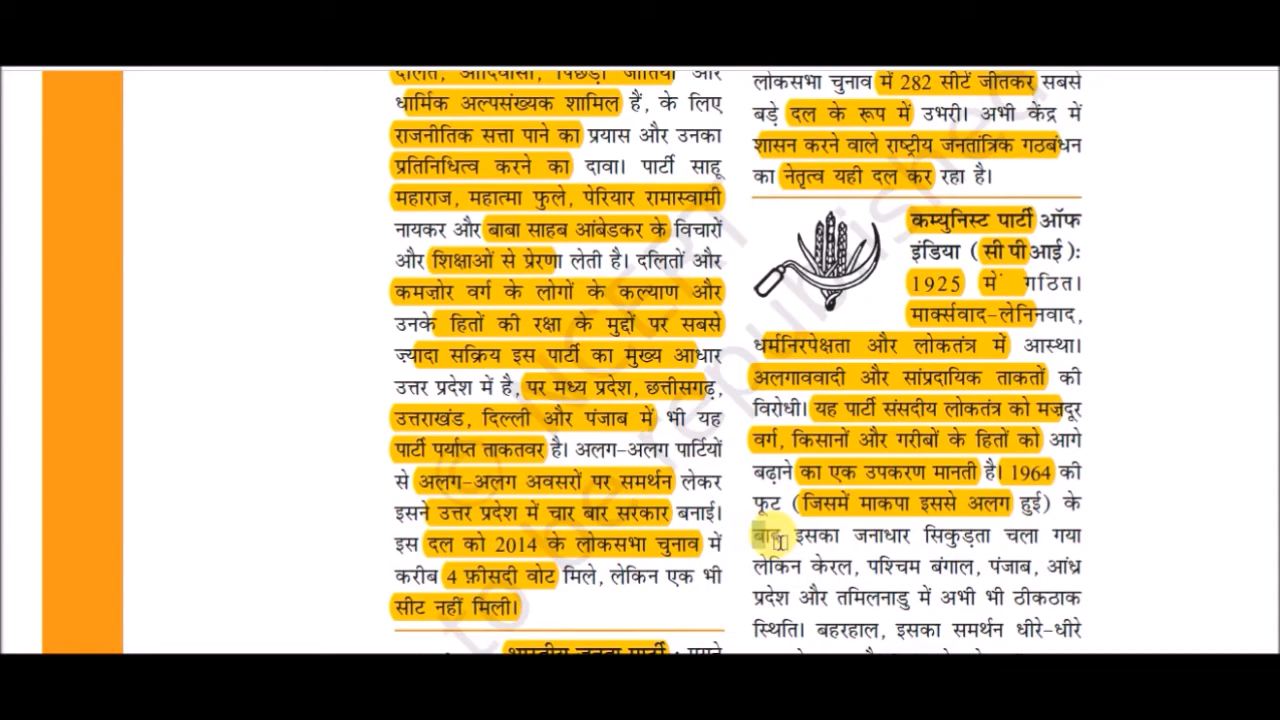 दलित, आदिवासी, पिछड़ी जातियां और
धार्मिक अल्पसंख्यक शामिल हैं, के लिए
राजनीतिक सत्ता पाने का प्रयास और उनका
प्रतिनिधित्व करने का दावा। पार्टी साहू
महाराज, महात्मा फुले, पेरियार रामास्वामी
नायकर और बाबा साहब आंबेडकर के विचारों
और शिक्षाओं से प्रेरणा लेती है। दलितों और
कमज़ोर वर्ग के लोगों के कल्याण और
उनके हितों की रक्षा के मुद्दों पर सबसे
ज़्यादा सक्रिय इस पार्टी का मुख्य आधार
उत्तर प्रदेश में है, पर मध्य प्रदेश, छत्तीसगढ़,
उत्तराखंड, दिल्ली और पंजाब में भी यह
पार्टी पर्याप्त ताकतवर है। अलग-अलग पार्टियों
से अलग-अलग अवसरों पर समर्थन लेकर
इसने उत्तर प्रदेश में चार बार सरकार बनाई।
इस दल को 2014 के लोकसभा चुनाव में
करीब 4 फ़ीसदी वोट मिले, लेकिन एक भी
सीट नहीं मिली।
भारतीय जनता पार्टी :
लोकसभा चुनाव में 282 सीटें जीतकर सबसे
बड़े दल के रूप में उभरी। अभी केंद्र में
शासन करने वाले राष्ट्रीय जनतांत्रिक गठबंधन
का नेतृत्व यही दल कर रहा है।
कम्युनिस्ट पार्टी ऑफ
इंडिया (सी पी आई):
1925 में गठित।
मार्क्सवाद-लेनिनवाद,
धर्मनिरपेक्षता और लोकतंत्र में आस्था।
अलगाववादी और सांप्रदायिक ताकतों की
विरोधी। यह पार्टी संसदीय लोकतंत्र को मजदूर
वर्ग, किसानों और गरीबों के हितों को आगे
बढ़ाने का एक उपकरण मानती है। 1964 की
फूट (जिसमें माकपा इससे अलग हुई) के
बाद इसका जनाधार सिकुड़ता चला गया
लेकिन केरल, पश्चिम बंगाल, पंजाब, आंध्र
प्रदेश और तमिलनाडु में अभी भी ठीकठाक
स्थिति। बहरहाल, इसका समर्थन धीरे-धीरे